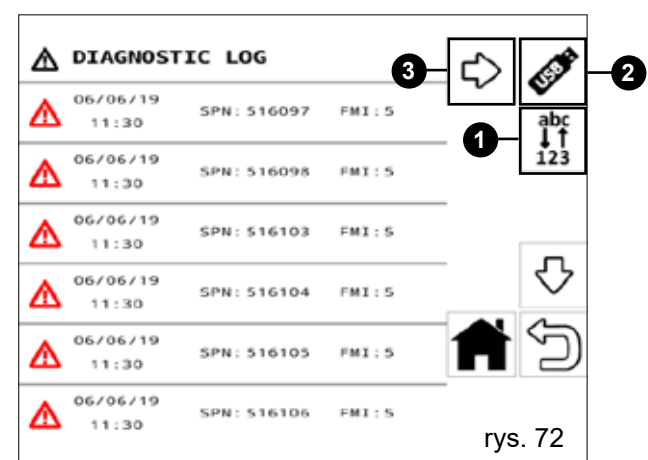 DIAGNOSTIC LOG
3
USB
2
1
abc
123
06/06/19
11:30
SPN: 516097 FMI: 5
06/06/19
11:30
SPN: 516098 FMI: 5
06/06/19
11:30
SPN: 516103 FMI: 5
06/06/19
11:30
SPN: 516104 FMI: 5
06/06/19
11:30
SPN: 516105 FMI: 5
06/06/19
11:30
SPN: 516106 FMI: 5
rys. 72